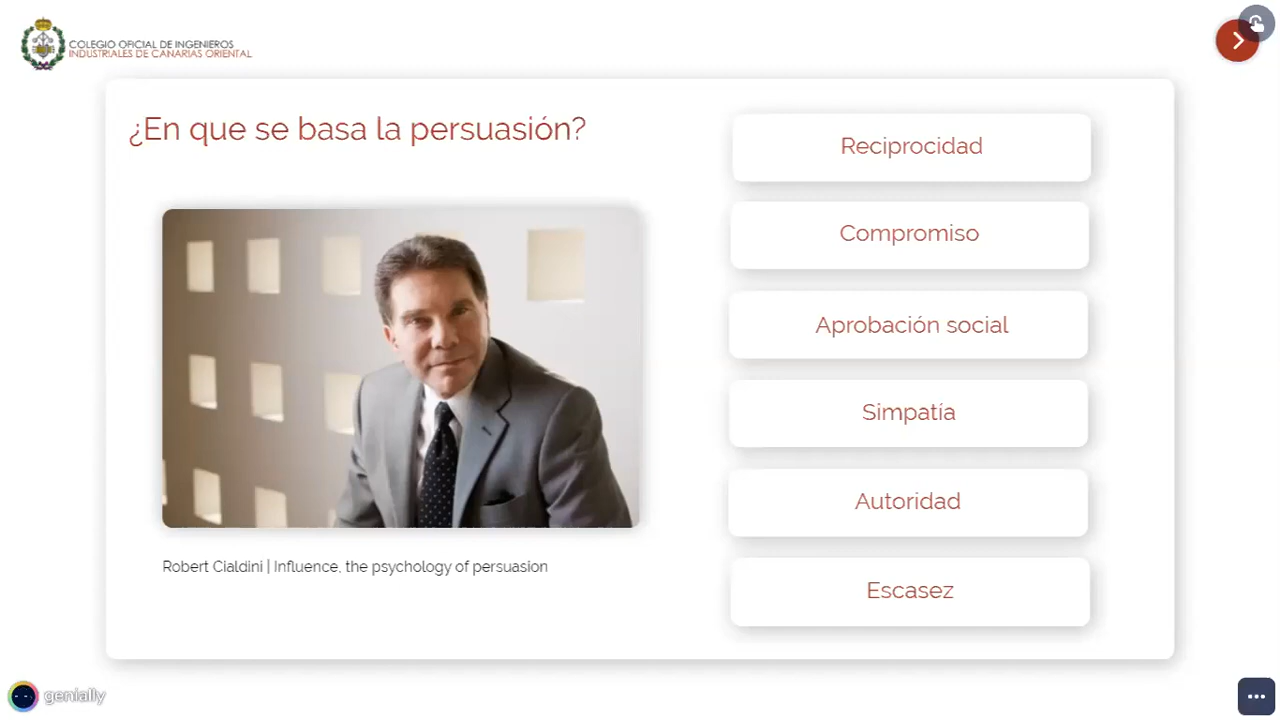 COLEGIO OFICIAL DE INGENIEROS
INDUSTRIALES DE CANARIAS ORIENTAL
¿En que se basa la persuasión?
Reciprocidad
Compromiso
Aprobación social
Simpatía
Autoridad
Escasez
Robert Cialdini | Influence, the psychology of persuasion
genially